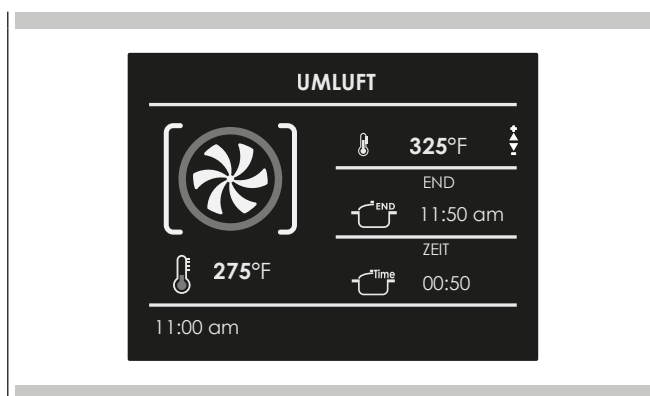 UMLUFT
325°F
END
END
11:50 am
275°F
ZEIT
Time
00:50
11:00 am